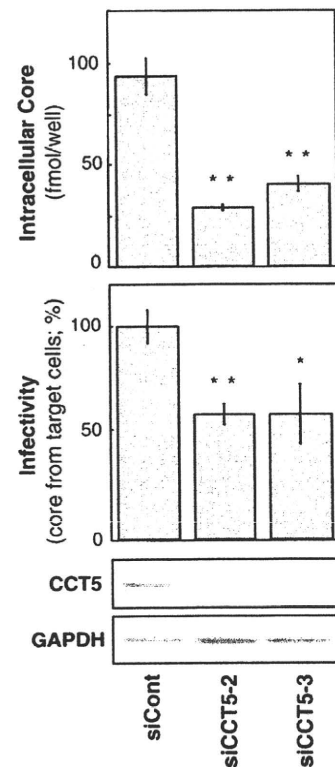 Intracellular Core
(fmol/well)
100
50
0
* *
* *
Infectivity
(core from target cells; %)
100
50
0
* *
*
CCT5
GAPDH
siCont
siCCT5-2
siCCT5-3